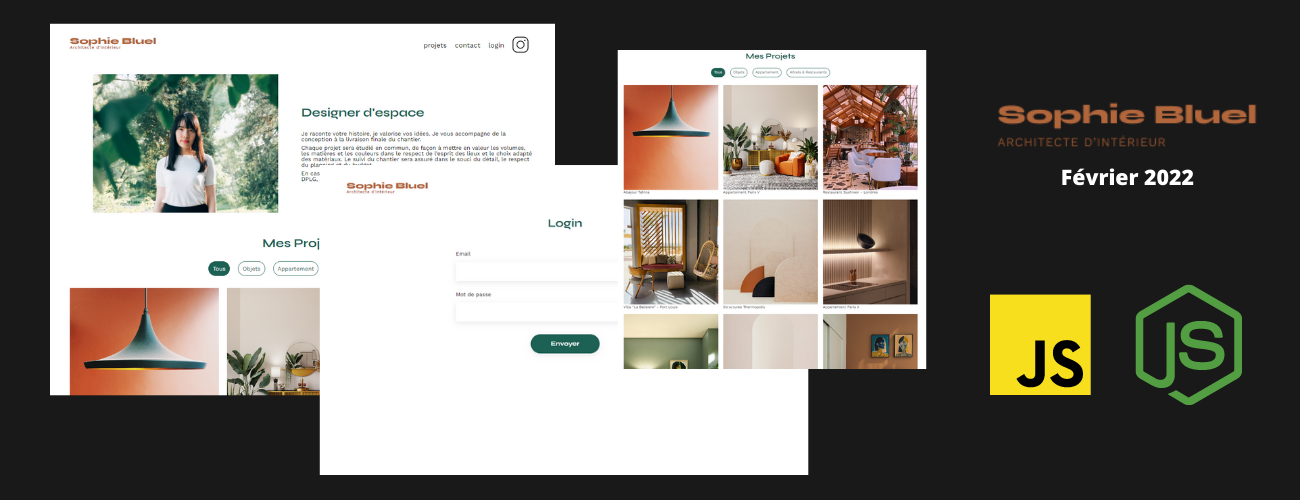 Sophie Bluel
Architecte d'intérieur
projets contact login
Designer d'espace
Je raconte votre histoire, je valorise vos idées. Je vous accompagne de la
conception à la livraison finale du chantier.
Chaque projet sera étudié en commun, de façon à mettre en valeur les volumes,
les matières et les couleurs dans le respect de l'esprit des lieux et le choix adapté
des matériaux. Le suivi du chantier sera assuré dans le souci du détail, le respect
du planning et du budget.
En cas
DPLG,
Mes Proj
Tous Objets Appartement
Sophie Bluel
Architecte d'intérieur
Login
Email
Mot de passe
Envoyer
Mes Projets
Tous Objets Appartement Hôtels & Restaurants
Abajour Tahina Appartement Paris V Restaurant Sushisen - Londres
Villa "La Balisière" - Port Louis Structures Thermopolis Appartement Paris X
Sophie Bluel
ARCHITECTE D'INTÉRIEUR
Février 2022
JS
JS